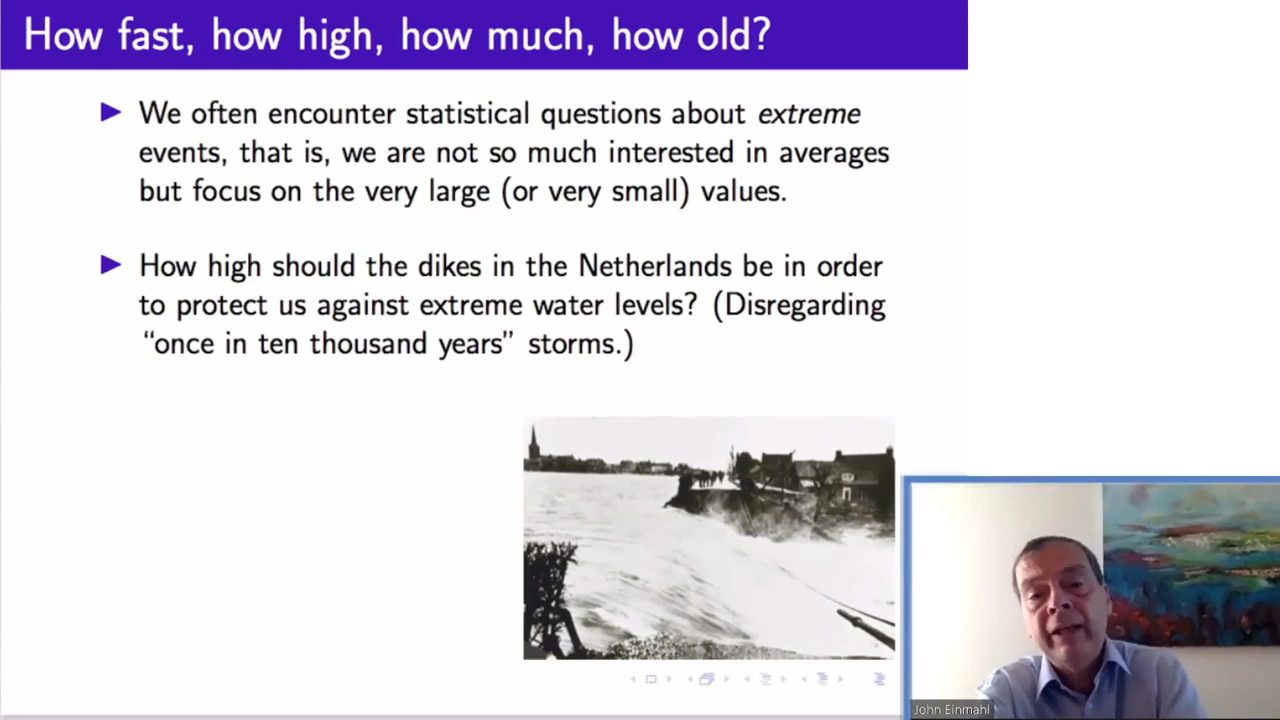 How fast, how high, how much, how old?
We often encounter statistical questions about extreme
events, that is, we are not so much interested in averages
but focus on the very large (or very small) values.
How high should the dikes in the Netherlands be in order
to protect us against extreme water levels? (Disregarding
“once in ten thousand years” storms.)
John Einmahl